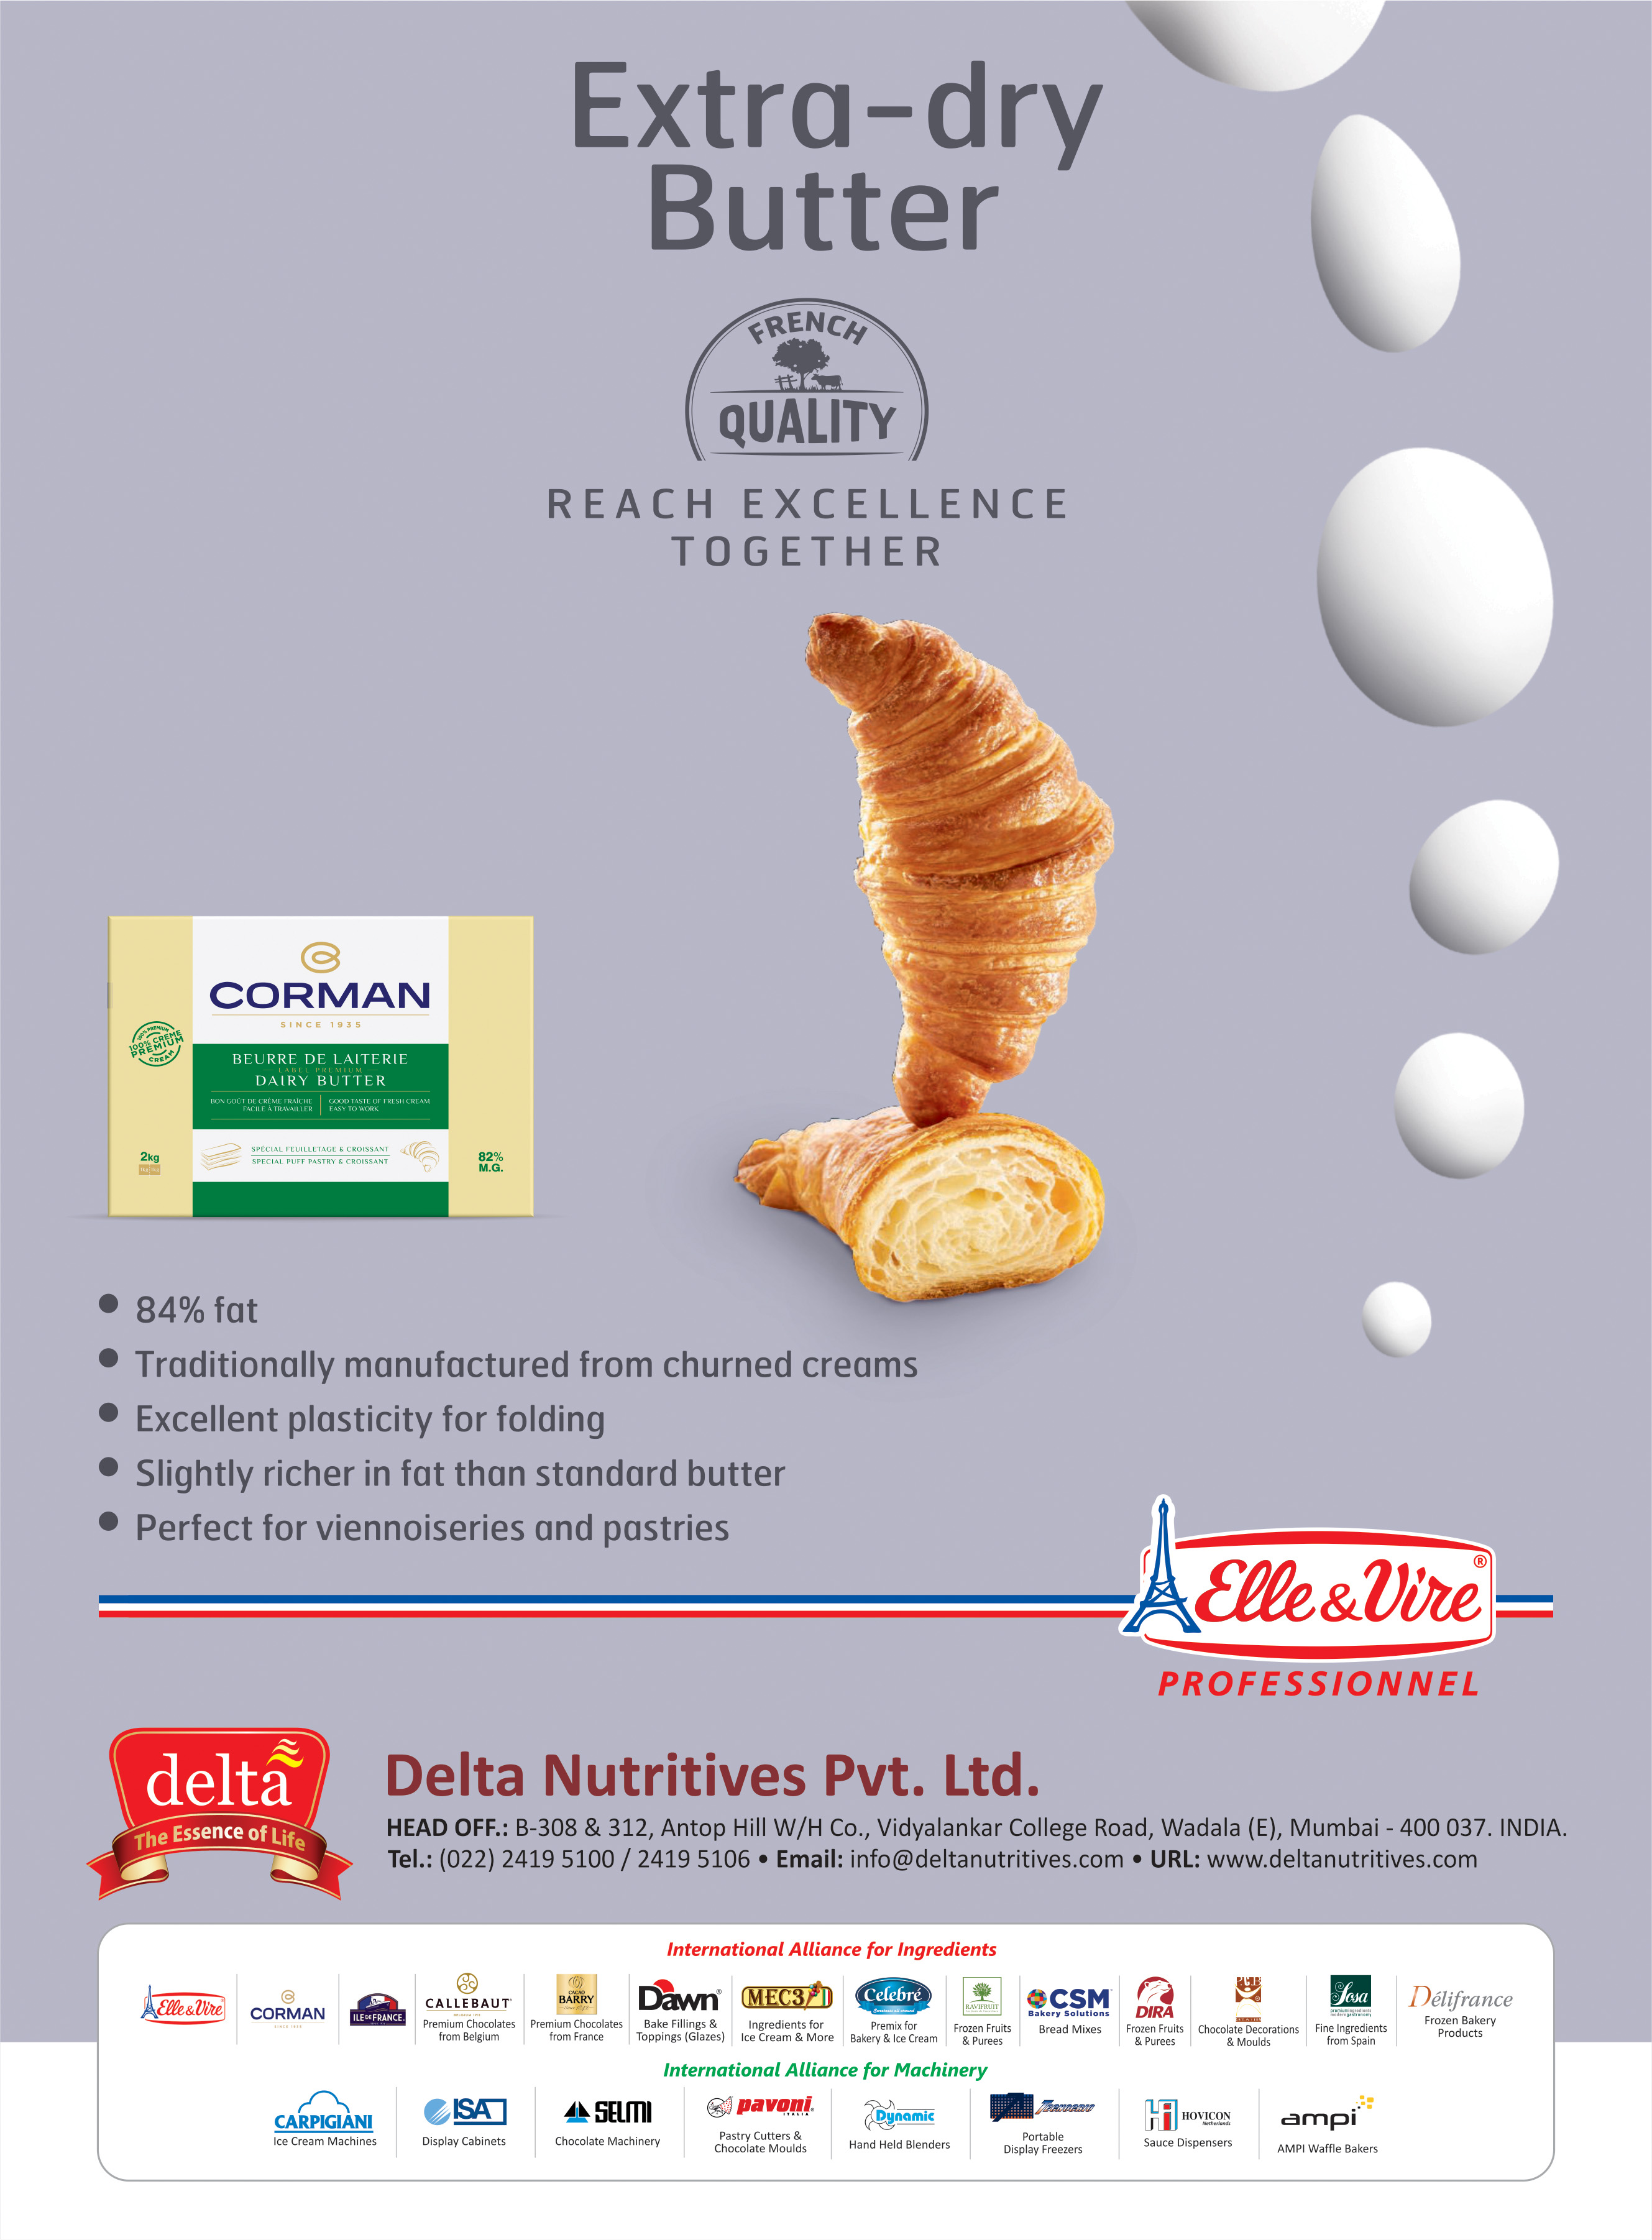 Extra-dry
Butter
FRENCH
QUALITY
REACH EXCELLENCE
TOGETHER
CORMAN
SINCE 1935
100% PREMIUM
100% CRÈME
PREMIUM
CREAM
BEURRE DE LAITERIE
LABEL PREMIUM
DAIRY BUTTER
BON GOÛT DE CRÈME FRAÎCHE
FACILE À TRAVAILLER
GOOD TASTE OF FRESH CREAM
EASY TO WORK
SPÉCIAL FEUILLETAGE & CROISSANT
SPECIAL PUFF PASTRY & CROISSANT
2kg
82%
M.G.
• 84% fat
• Traditionally manufactured from churned creams
• Excellent plasticity for folding
• Slightly richer in fat than standard butter
• Perfect for viennoiseries and pastries
Elle & Vire ®
PROFESSIONNEL
delta
The Essence of Life
Delta Nutritives Pvt. Ltd.
HEAD OFF.: B-308 & 312, Antop Hill W/H Co., Vidyalankar College Road, Wadala (E), Mumbai - 400 037. INDIA.
Tel.: (022) 2419 5100 / 2419 5106 • Email: info@deltanutritives.com • URL: www.deltanutritives.com
International Alliance for Ingredients
Elle & Vire
CORMAN
SINCE 1935
ILE DE FRANCE.
CALLEBAUT
Premium Chocolates
from Belgium
CACAO
BARRY
Premium Chocolates
from France
Dawn®
Bake Fillings &
Toppings (Glazes)
MEC3
Ingredients for
Ice Cream & More
Celebré
Premix for
Bakery & Ice Cream
RAVIFRUIT
Frozen Fruits
& Purees
CSM
Bakery Solutions
Bread Mixes
DIRA
Frozen Fruits
& Purees
Chocolate Decorations
& Moulds
Sosa
Fine Ingredients
from Spain
Délifrance
Frozen Bakery
Products
International Alliance for Machinery
CARPIGIANI
Ice Cream Machines
ISA
Display Cabinets
SELMI
Chocolate Machinery
pavoni
ITALIA
Pastry Cutters &
Chocolate Moulds
Dynamic
Hand Held Blenders
Portable
Display Freezers
Hi HOVICON
Netherlands
Sauce Dispensers
ampi
AMPI Waffle Bakers